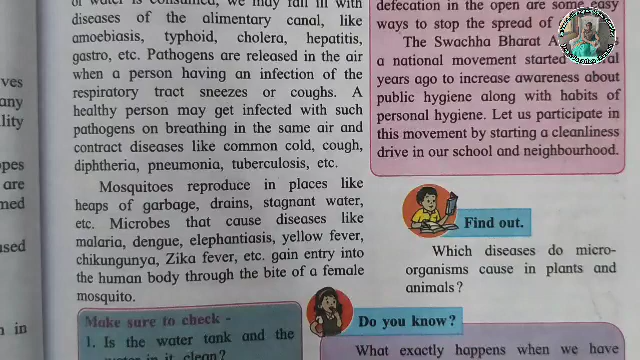 of water is consumed, we may fall ill with
diseases of the alimentary canal, like
amoebiasis, typhoid, cholera, hepatitis,
gastro, etc. Pathogens are released in the air
when a person having an infection of the
respiratory tract sneezes or coughs. A
healthy person may get infected with such
pathogens on breathing in the same air and
contract diseases like common cold, cough,
diphtheria, pneumonia, tuberculosis, etc.
Mosquitoes reproduce in places like
heaps of garbage, drains, stagnant water,
etc. Microbes that cause diseases like
malaria, dengue, elephantiasis, yellow fever,
chikungunya, Zika fever, etc. gain entry into
the human body through the bite of a female
mosquito.
Make sure to check -
1. Is the water tank and the
water in it clean?
defecation in the open are some easy
ways to stop the spread of
The Swachha Bharat
a national movement started
years ago to increase awareness about
public hygiene along with habits of
personal hygiene. Let us participate in
this movement by starting a cleanliness
drive in our school and neighbourhood.
Find out.
Which diseases do micro-
organisms cause in plants and
animals?
Do you know?
What exactly happens when we have